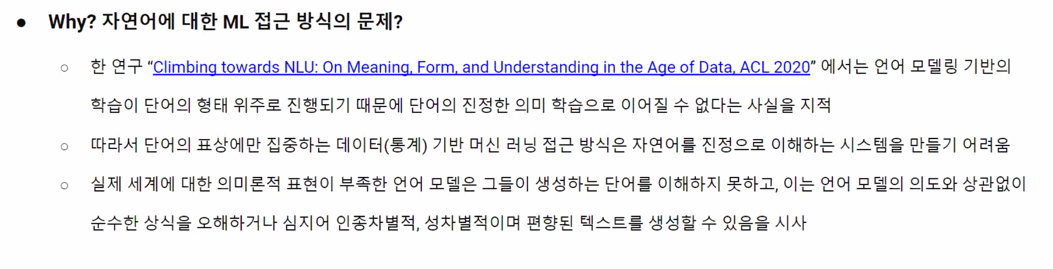 ● Why? 자연어에 대한 ML 접근 방식의 문제?
○ 한 연구 “Climbing towards NLU: On Meaning, Form, and Understanding in the Age of Data, ACL 2020” 에서는 언어 모델링 기반의
학습이 단어의 형태 위주로 진행되기 때문에 단어의 진정한 의미 학습으로 이어질 수 없다는 사실을 지적
○ 따라서 단어의 표상에만 집중하는 데이터(통계) 기반 머신 러닝 접근 방식은 자연어를 진정으로 이해하는 시스템을 만들기 어려움
○ 실제 세계에 대한 의미론적 표현이 부족한 언어 모델은 그들이 생성하는 단어를 이해하지 못하고, 이는 언어 모델의 의도와 상관없이
순수한 상식을 오해하거나 심지어 인종차별적, 성차별적이며 편향된 텍스트를 생성할 수 있음을 시사